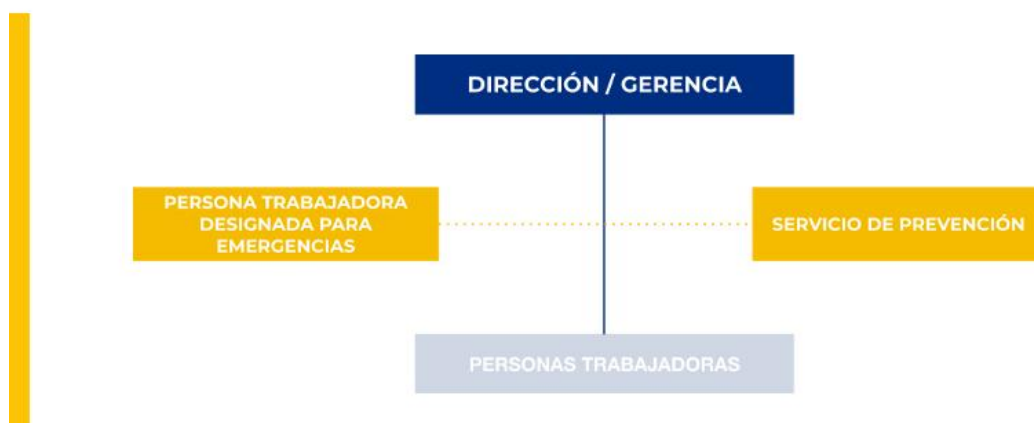 DIRECCIÓN / GERENCIA
PERSONA TRABAJADORA
DESIGNADA PARA
EMERGENCIAS
SERVICIO DE PREVENCIÓN
PERSONAS TRABAJADORAS